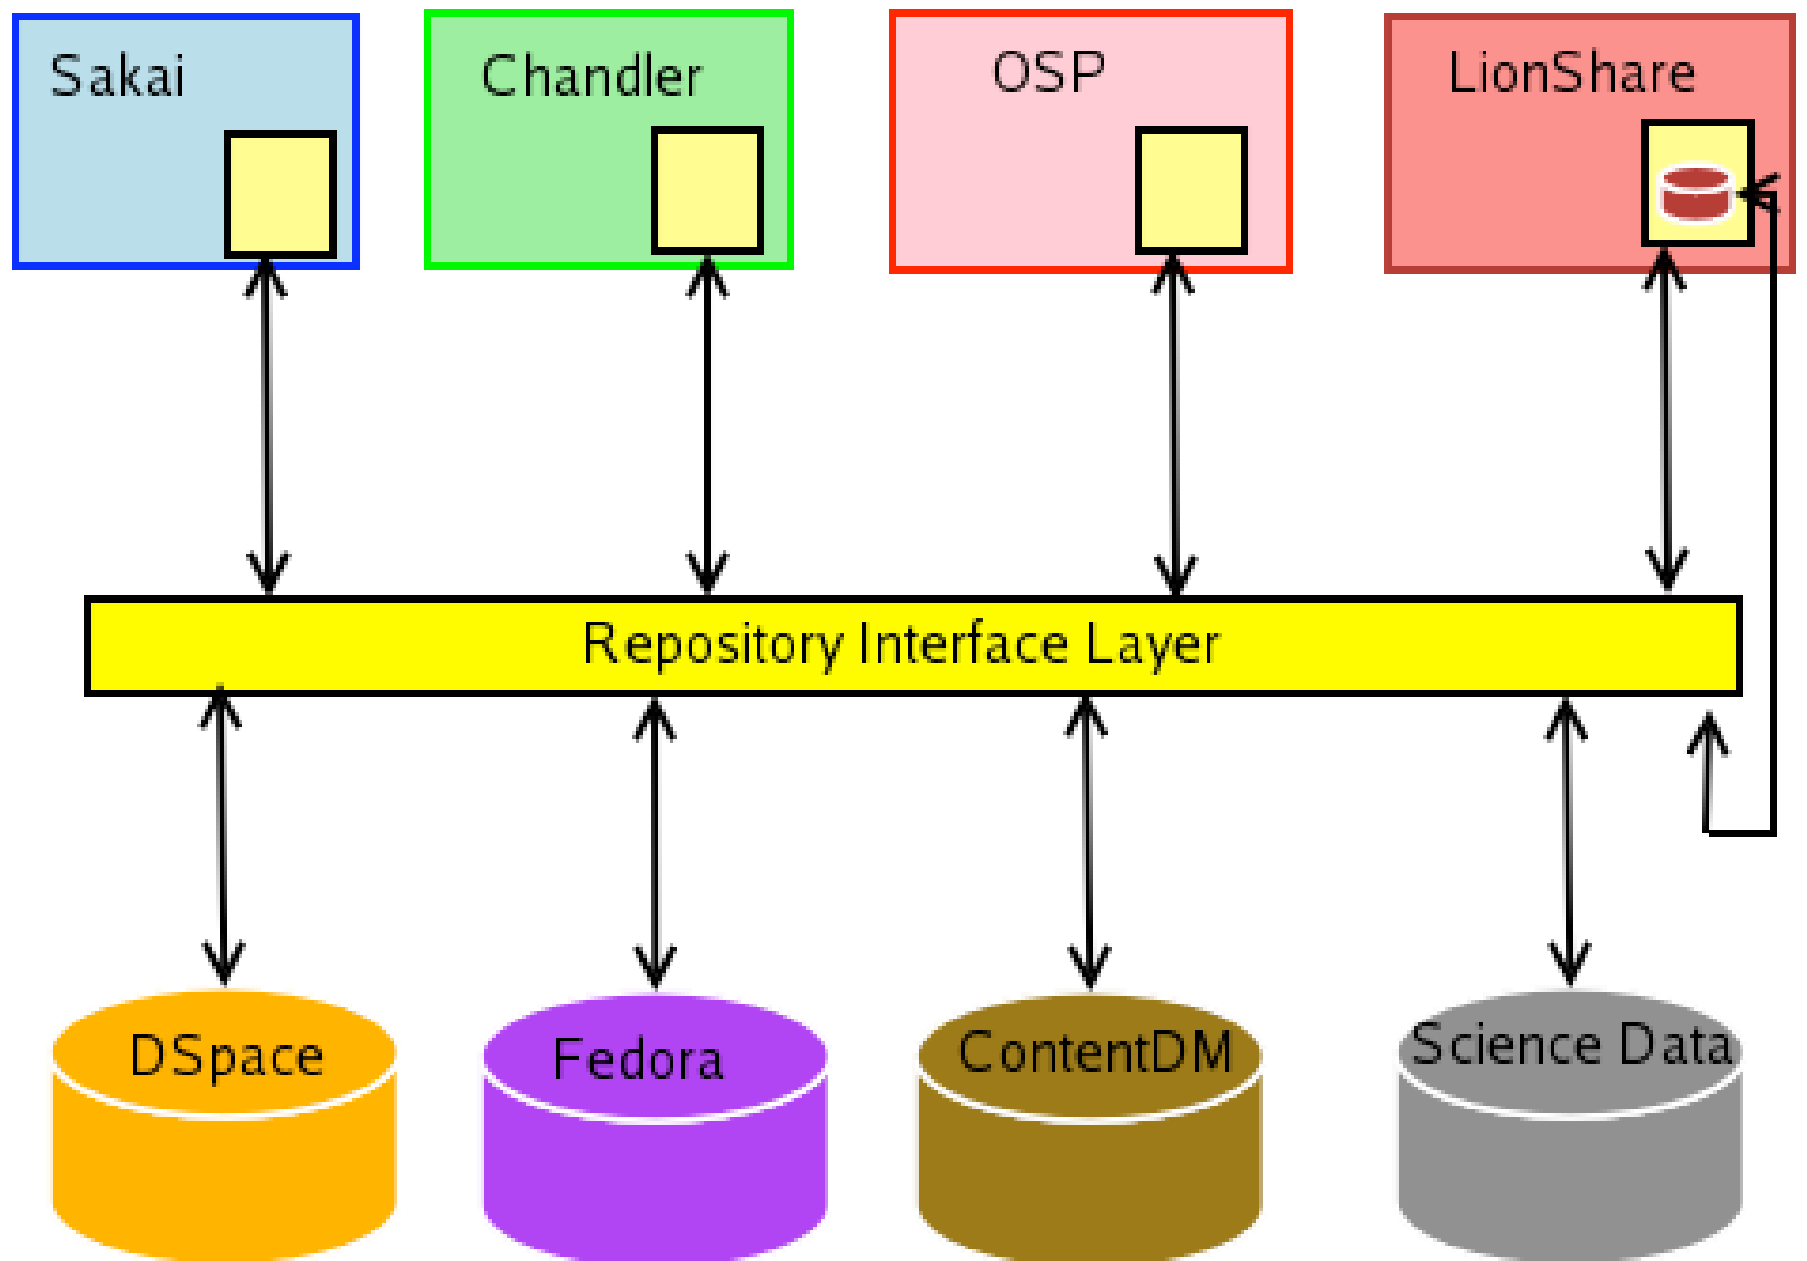 Sakai
Chandler
OSP
LionShare
Repository Interface Layer
DSpace
Fedora
ContentDM
Science Data